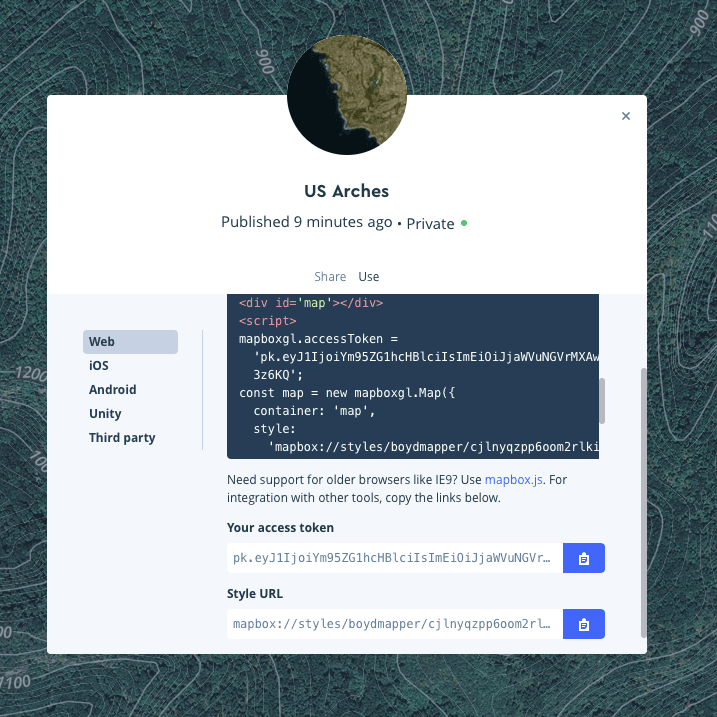 900
900
US Arches
Published 9 minutes ago • Private
Share Use
<div id='map'></div>
<script>
mapboxgl.accessToken =
'pk.eyJ1IjoiYm95ZG1hcHBlciIsImEiOiJjaWVuNGVrMXAw
3z6KQ';
const map = new mapboxgl.Map({
container: 'map',
style:
'mapbox://styles/boydmapper/cjlnyqzpp6oom2rlki
Web
iOS
Android
Unity
Third party
1200
Need support for older browsers like IE9? Use mapbox.js. For
integration with other tools, copy the links below.
Your access token
pk.eyJ1IjoiYm95ZG1hcHBlciIsImEiOiJjaWVuNGVr…
Style URL
mapbox://styles/boydmapper/cjlnyqzpp6oom2rl…
1100